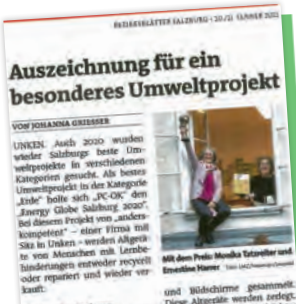 BEZIRKSBLÄTTER SALZBURG • 20./21. JÄNNER 2021
Auszeichnung für ein
besonderes Umweltprojekt
VON JOHANNA GRIESSER
UNKEN. Auch 2020 wurden
wieder Salzburgs beste Um-
weltprojekte in verschiedenen
Kategorien gesucht. Als bestes
Umweltprojekt in der Kategorie
„Erde“ holte sich „PC-OK“ den
„Energy Globe Salzburg 2020“.
Bei diesem Projekt von „anders-
kompetent“ – einer Firma mit
Sitz in Unken – werden Altgerä-
te von Menschen mit Lernbe-
hinderungen entweder recycelt
oder repariert und wieder ver-
kauft.
Mit dem Preis: Monika Tatzreiter und
Ernestine Harrer
und Bildschirme gesammelt.
Diese Altgeräte werden zerlegt,